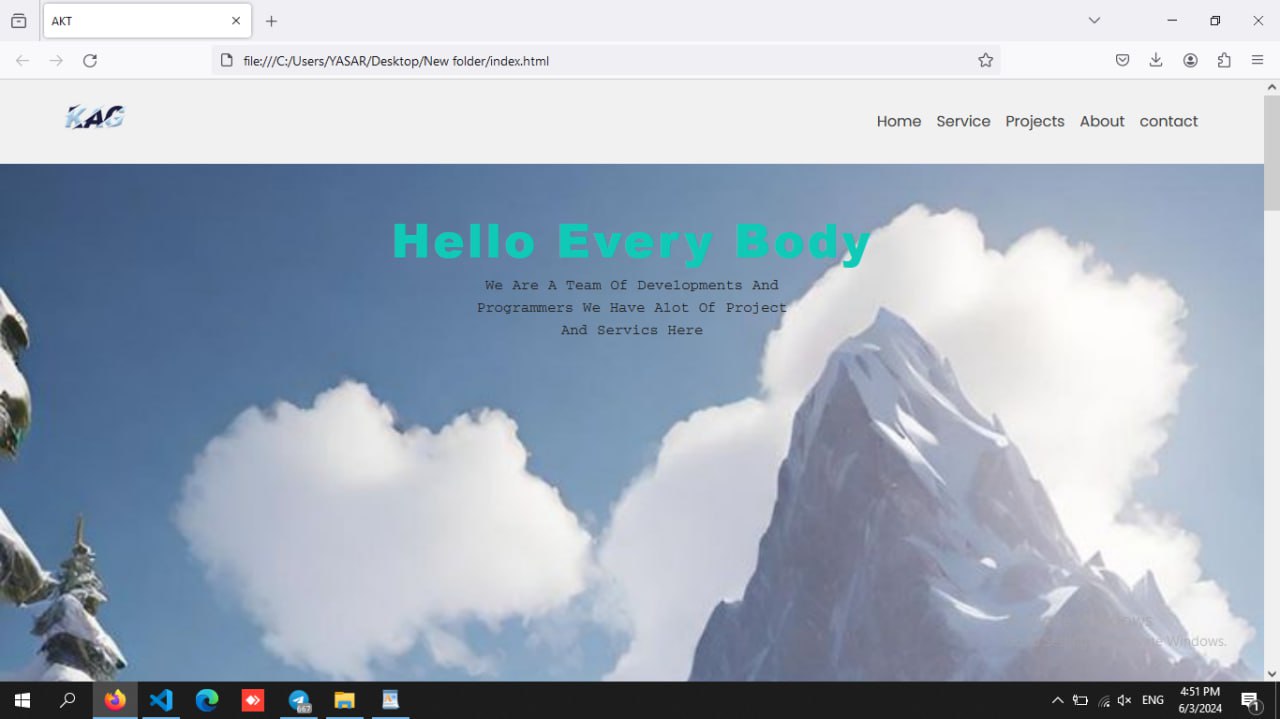 AKT
file:///C:/Users/YASAR/Desktop/New folder/index.html
KAG
Home Service Projects About contact
Hello Every Body
We Are A Team Of Developments And
Programmers We Have Alot Of Project
And Servics Here
Windows.
667
ENG
4:51 PM
6/3/2024
1